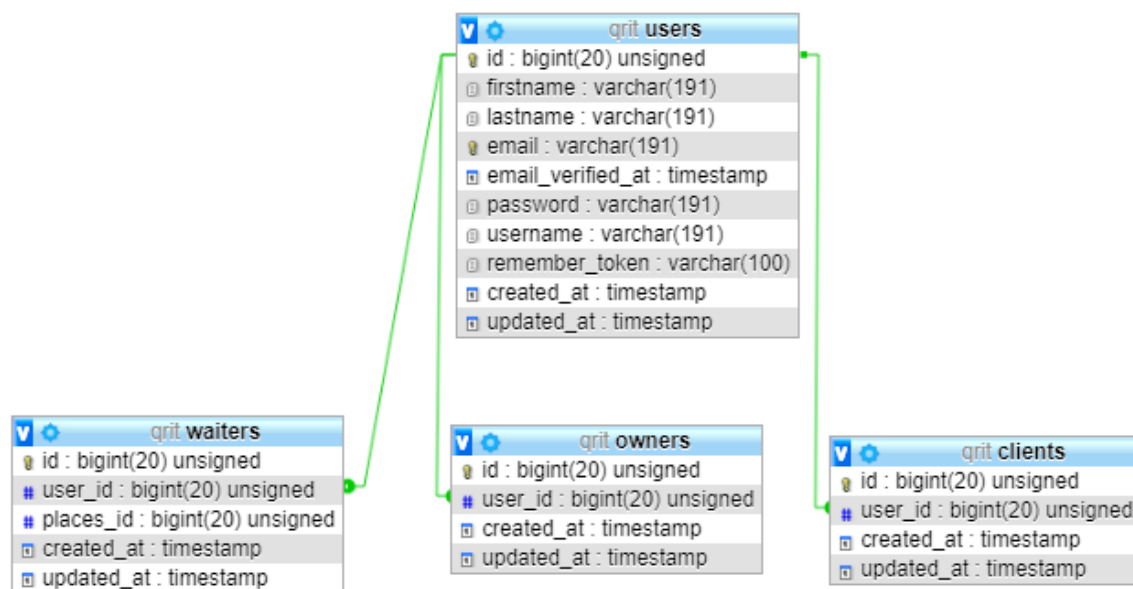 qrit users
id : bigint(20) unsigned
firstname : varchar(191)
lastname : varchar(191)
email : varchar(191)
email_verified_at : timestamp
password : varchar(191)
username : varchar(191)
remember_token : varchar(100)
created_at : timestamp
updated_at : timestamp
v qrit waiters
id : bigint(20) unsigned
# user_id : bigint(20) unsigned
# places_id : bigint(20) unsigned
created_at : timestamp
updated_at : timestamp
v qrit owners
id : bigint(20) unsigned
# user_id : bigint(20) unsigned
created_at : timestamp
updated_at : timestamp
v qrit clients
id : bigint(20) unsigned
# user_id : bigint(20) unsigned
created_at : timestamp
updated_at : timestamp